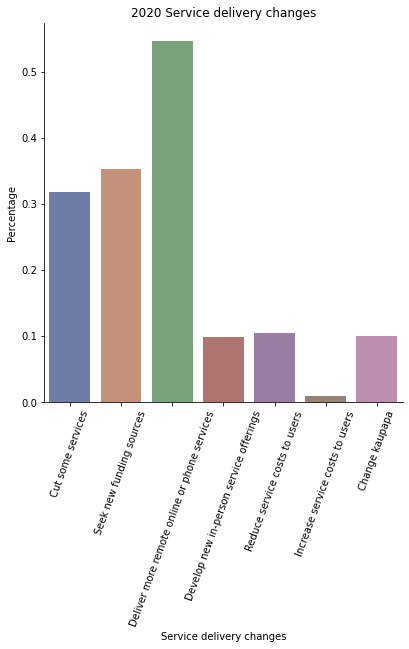 2020 Service delivery changes
Percentage
0.5
0.4
0.3
0.2
0.1
0.0
Cut some services
Seek new funding sources
Deliver more remote online or phone services
Develop new in-person service offerings
Reduce service costs to users
Increase service costs to users
Change kaupapa
Service delivery changes